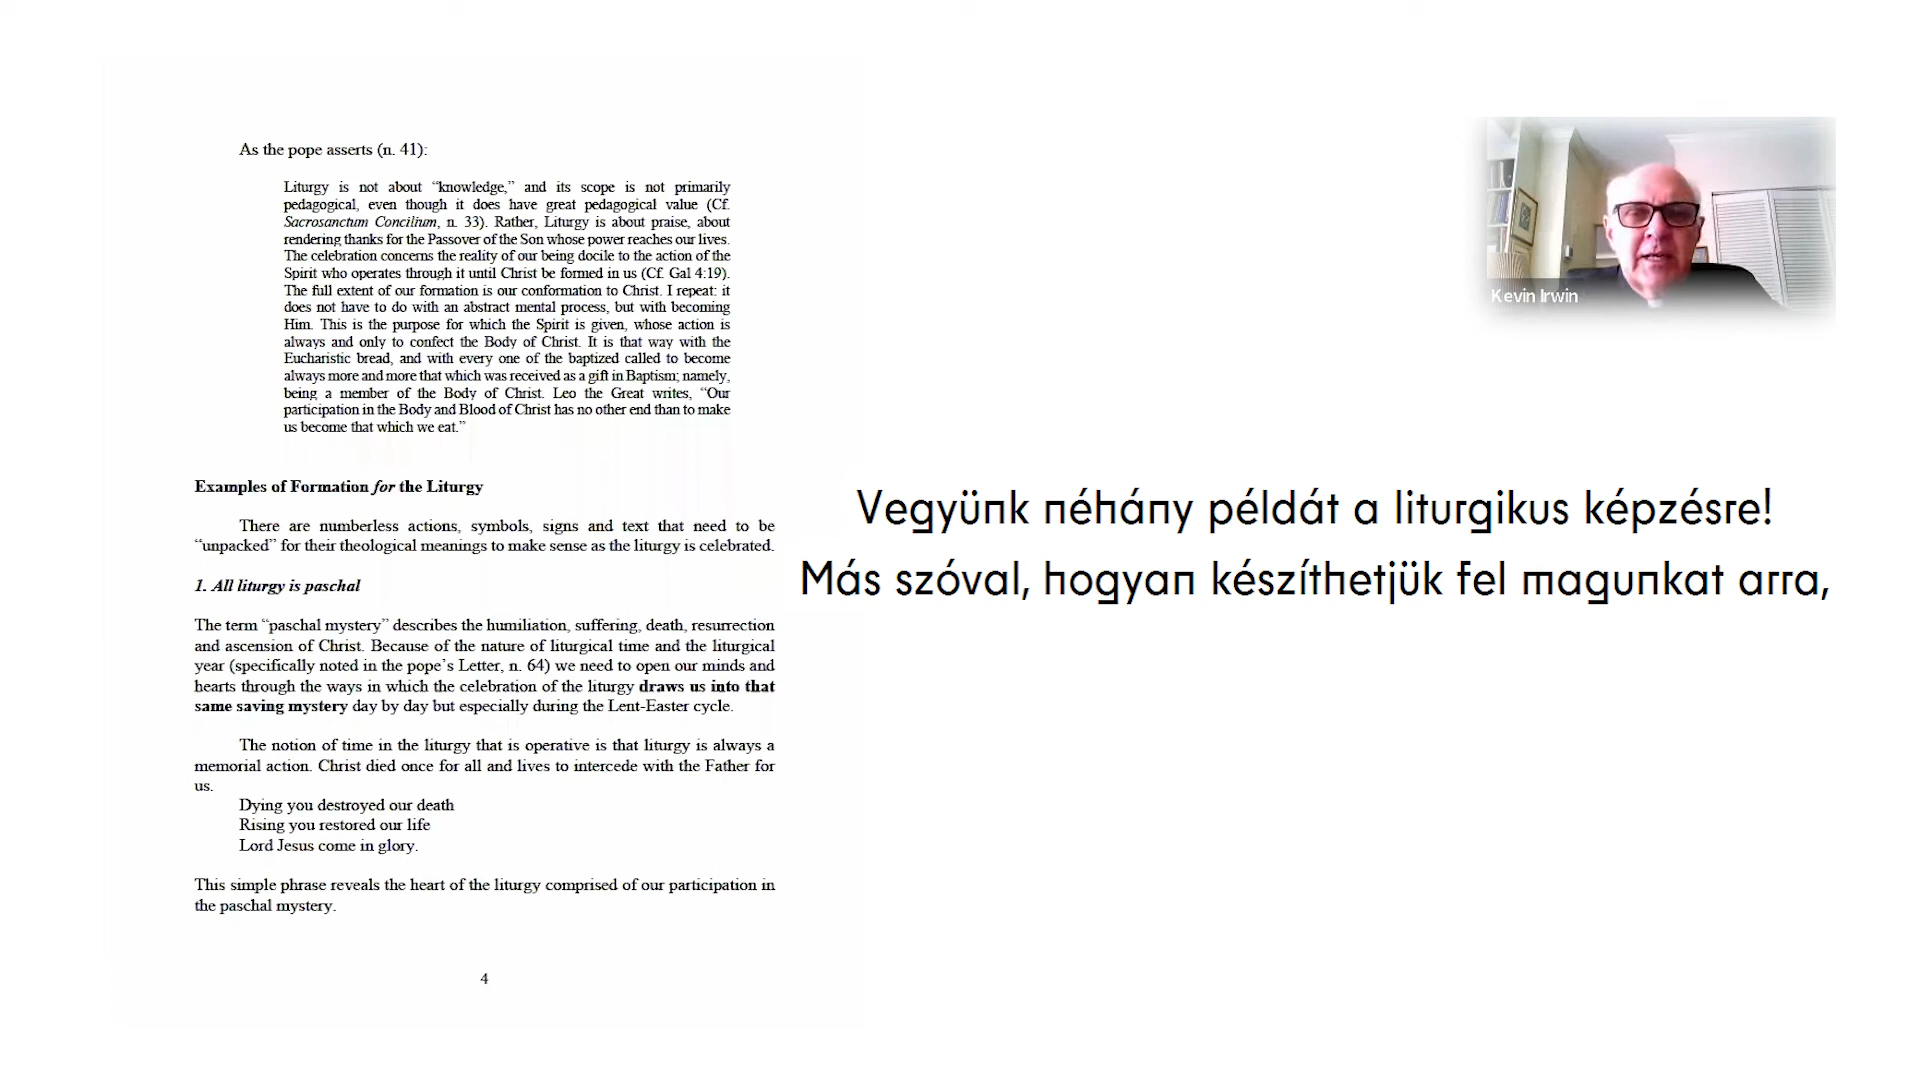 As the pope asserts (n. 41):
Liturgy is not about “knowledge,” and its scope is not primarily
pedagogical, even though it does have great pedagogical value (Cf.
Sacrosanctum Concilium, n. 33). Rather, Liturgy is about praise, about
rendering thanks for the Passover of the Son whose power reaches our lives.
The celebration concerns the reality of our being docile to the action of the
Spirit who operates through it until Christ be formed in us (Cf. Gal 4:19).
The full extent of our formation is our conformation to Christ. I repeat: it
does not have to do with an abstract mental process, but with becoming
Him. This is the purpose for which the Spirit is given, whose action is
always and only to confect the Body of Christ. It is that way with the
Eucharistic bread, and with every one of the baptized called to become
always more and more that which was received as a gift in Baptism; namely,
being a member of the Body of Christ. Leo the Great writes, “Our
participation in the Body and Blood of Christ has no other end than to make
us become that which we eat.”
Examples of Formation for the Liturgy
There are numberless actions, symbols, signs and text that need to be
“unpacked” for their theological meanings to make sense as the liturgy is celebrated.
1. All liturgy is paschal
The term “paschal mystery” describes the humiliation, suffering, death, resurrection
and ascension of Christ. Because of the nature of liturgical time and the liturgical
year (specifically noted in the pope’s Letter, n. 64) we need to open our minds and
hearts through the ways in which the celebration of the liturgy draws us into that
same saving mystery day by day but especially during the Lent-Easter cycle.
The notion of time in the liturgy that is operative is that liturgy is always a
memorial action. Christ died once for all and lives to intercede with the Father for
us.
Dying you destroyed our death
Rising you restored our life
Lord Jesus come in glory.
This simple phrase reveals the heart of the liturgy comprised of our participation in
the paschal mystery.
4
Kevin Irwin
Vegyünk néhány példát a liturgikus képzésre!
Más szóval, hogyan készíthetjük fel magunkat arra,